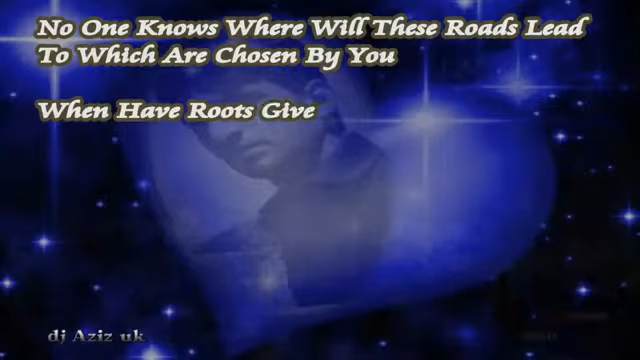 No One Knows Where Will These Roads Lead
To Which Are Chosen By You
When Have Roots Give
dj Aziz uk